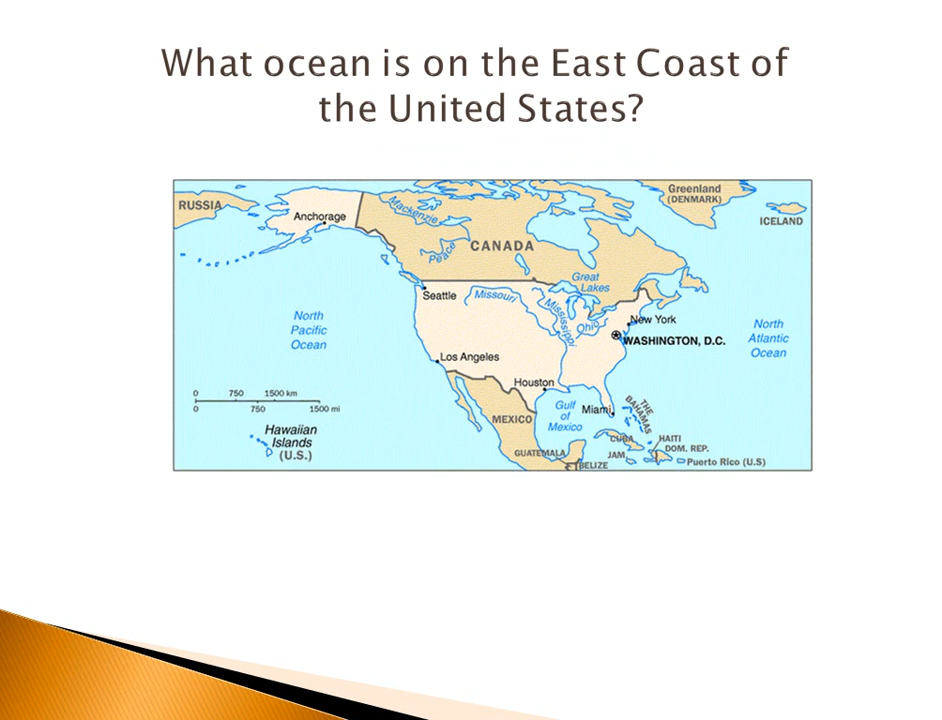 What ocean is on the East Coast of
the United States?
RUSSIA
Anchorage
Mackenzie
Peace
CANADA
Greenland
(DENMARK)
ICELAND
Great
Lakes
Seattle
Missouri
Mississippi
Ohio
New York
WASHINGTON, D.C.
North
Pacific
Ocean
North
Atlantic
Ocean
Los Angeles
Houston
0 750 1500 km
0 750 1500 mi
Hawaiian
Islands
(U.S.)
MEXICO
Gulf
of
Mexico
Miami
THE
BAHAMAS
CUBA
HAITI
DOM. REP.
JAM.
Puerto Rico (U.S)
GUATEMALA
BELIZE